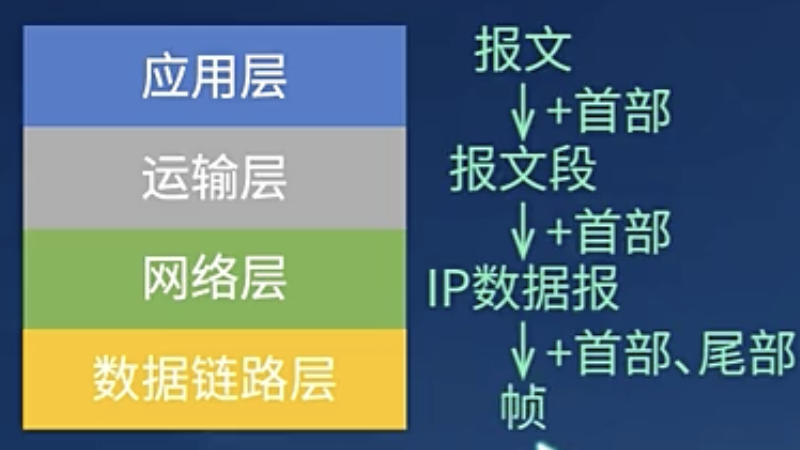 应用层
运输层
网络层
数据链路层
报文
↓+首部
报文段
↓+首部
IP数据报
↓+首部、尾部
帧